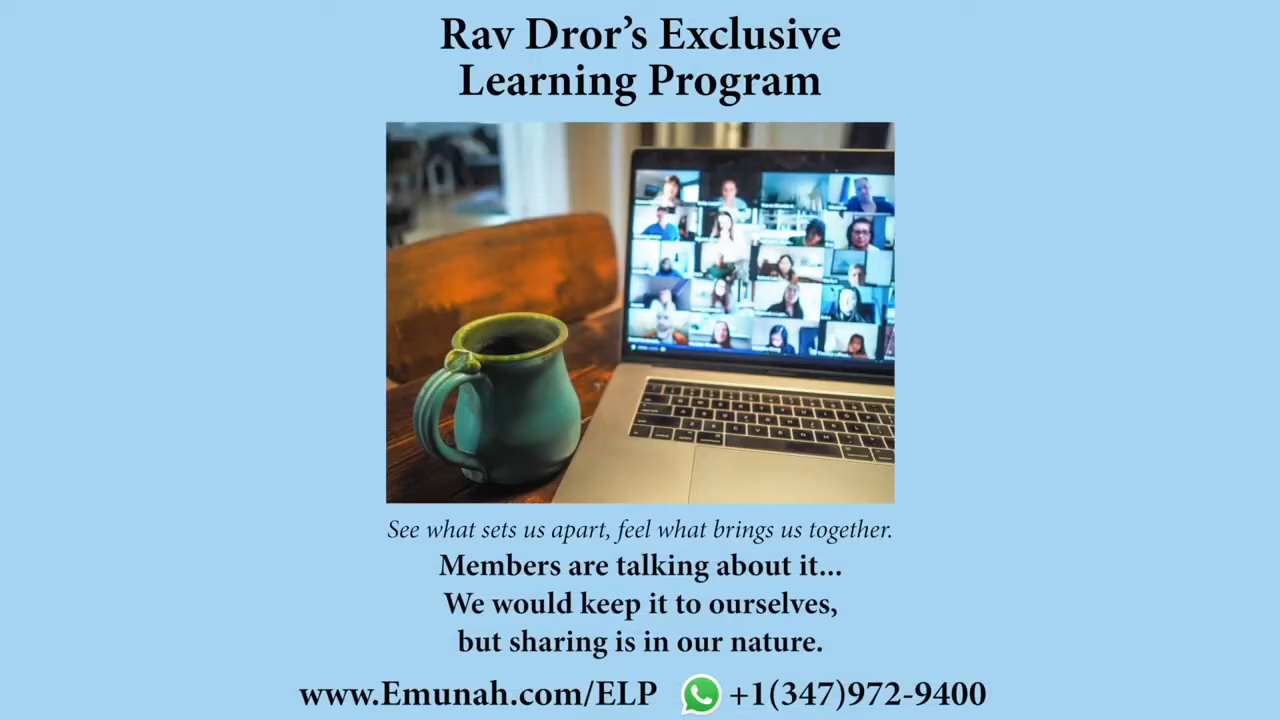 Rav Dror’s Exclusive
Learning Program
See what sets us apart, feel what brings us together.
Members are talking about it...
We would keep it to ourselves,
but sharing is in our nature.
www.Emunah.com/ELP +1(347)972-9400